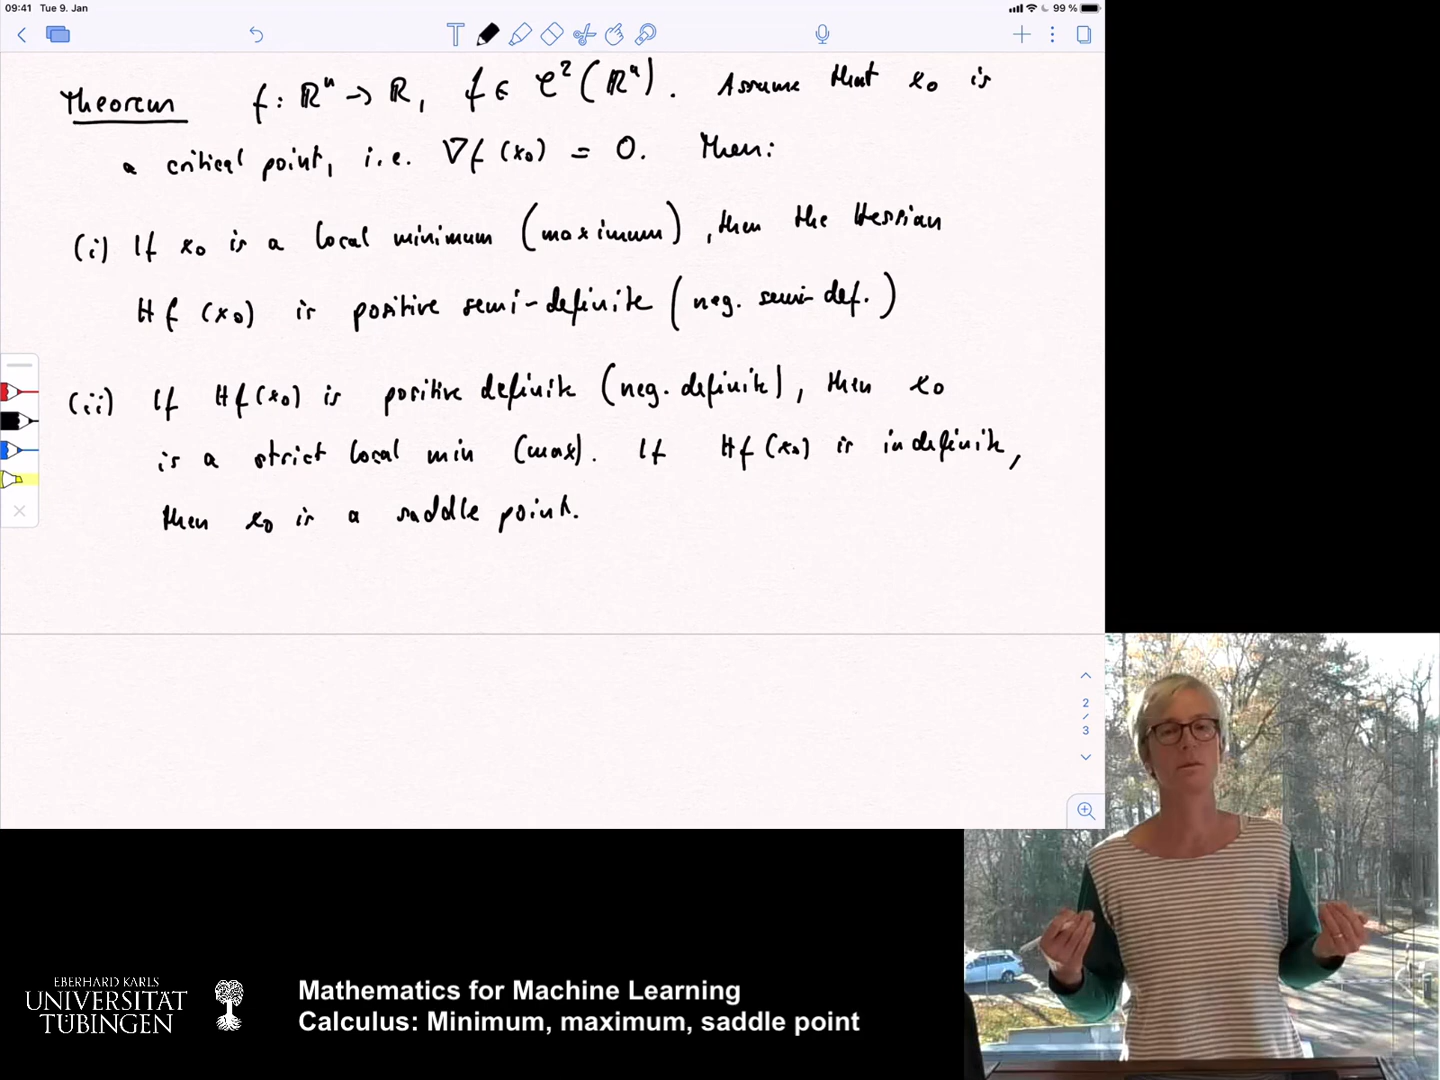 09:41 Tue 9. Jan
99 %
Theorem f : ℝⁿ → ℝ, f ∈ C²(ℝⁿ). Assume that x₀ is
a critical point, i.e. ∇f(x₀) = 0. Then:
(i) If x₀ is a local minimum (maximum), then the Hessian
Hf(x₀) is positive semi-definite (neg. semi-def.)
(ii) If Hf(x₀) is positive definite (neg. definite), then x₀
is a strict local min (max). If Hf(x₀) is indefinite,
then x₀ is a saddle point.
2
/
3
EBERHARD KARLS
UNIVERSITÄT
TÜBINGEN
Mathematics for Machine Learning
Calculus: Minimum, maximum, saddle point